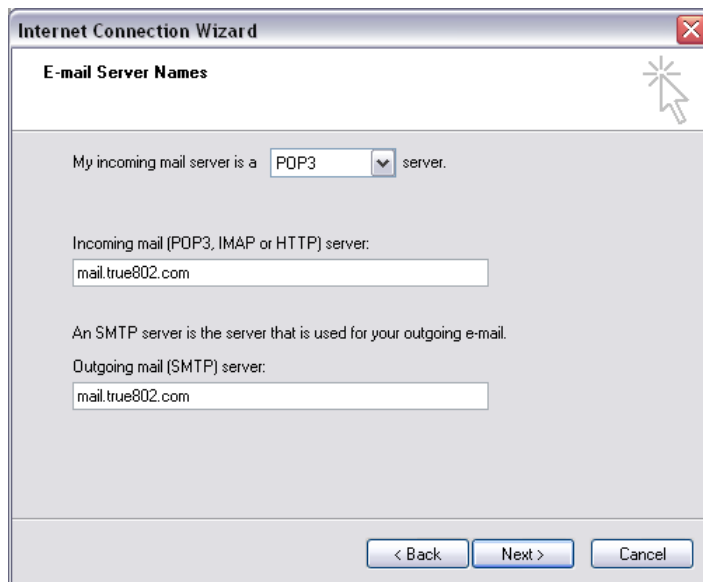 Internet Connection Wizard
E-mail Server Names
My incoming mail server is a POP3 server.
Incoming mail (POP3, IMAP or HTTP) server:
mail.true802.com
An SMTP server is the server that is used for your outgoing e-mail.
Outgoing mail (SMTP) server:
mail.true802.com
< Back Next > Cancel